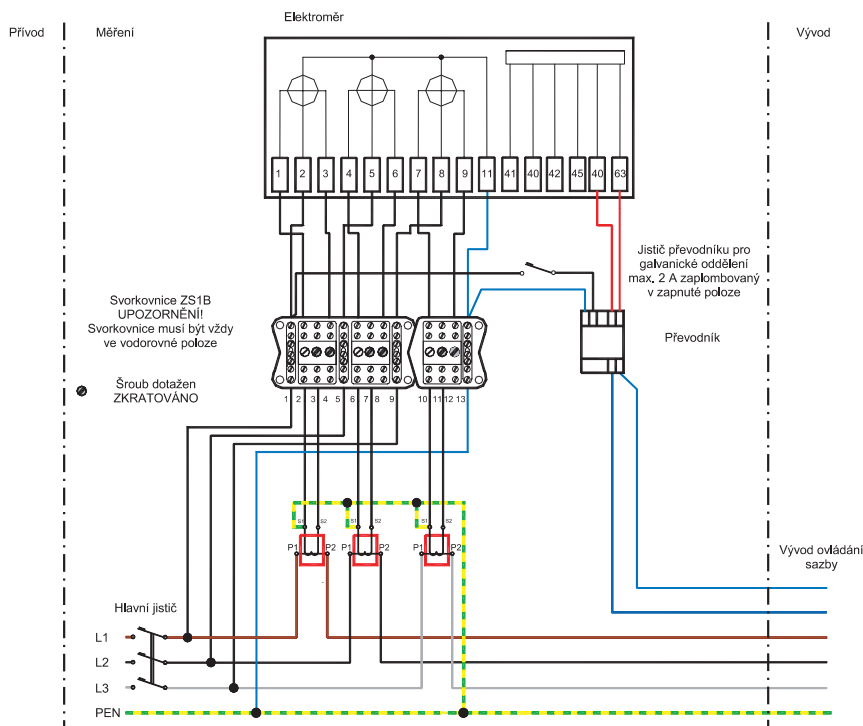 Elektroměr
Přívod
Měření
Vývod
1 2 3 4 5 6 7 8 9 11 41 40 42 45 40 63
Jistič převodníku pro
galvanické oddělení
max. 2 A zaplombovaný
v zapnuté poloze
Svorkovnice ZS1B
UPOZORNĚNÍ!
Svorkovnice musí být vždy
ve vodorovné poloze
Převodník
Šroub dotažen
ZKRATOVÁNO
1 2 3 4 5 6 7 8 9 10 11 12 13
S1 S2 S1 S2 S1 S2
P1 P2 P1 P2 P1 P2
Vývod ovládání
sazby
Hlavní jistič
L1
L2
L3
PEN